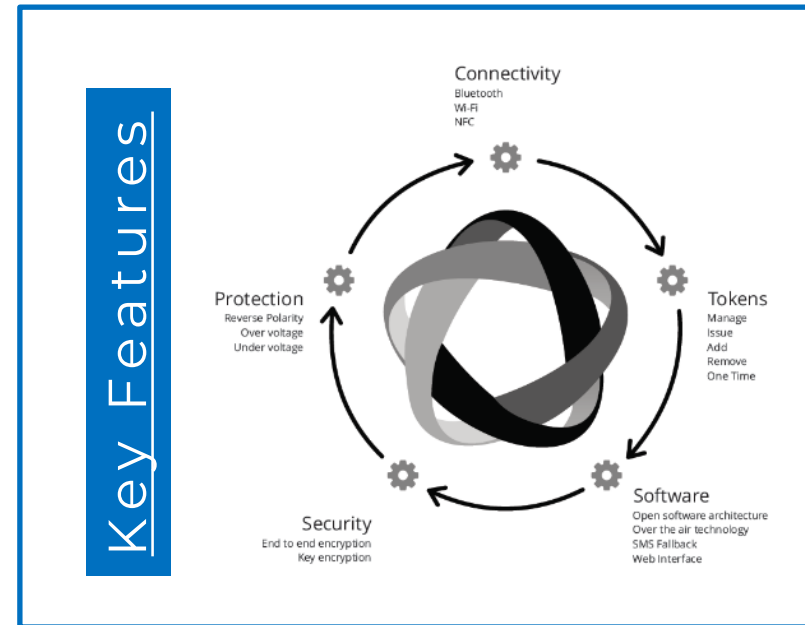 Key Features
Connectivity
Bluetooth
Wi-Fi
NFC
Tokens
Manage
Issue
Add
Remove
One Time
Software
Open software architecture
Over the air technology
SMS Fallback
Web Interface
Security
End to end encryption
Key encryption
Protection
Reverse Polarity
Over voltage
Under voltage